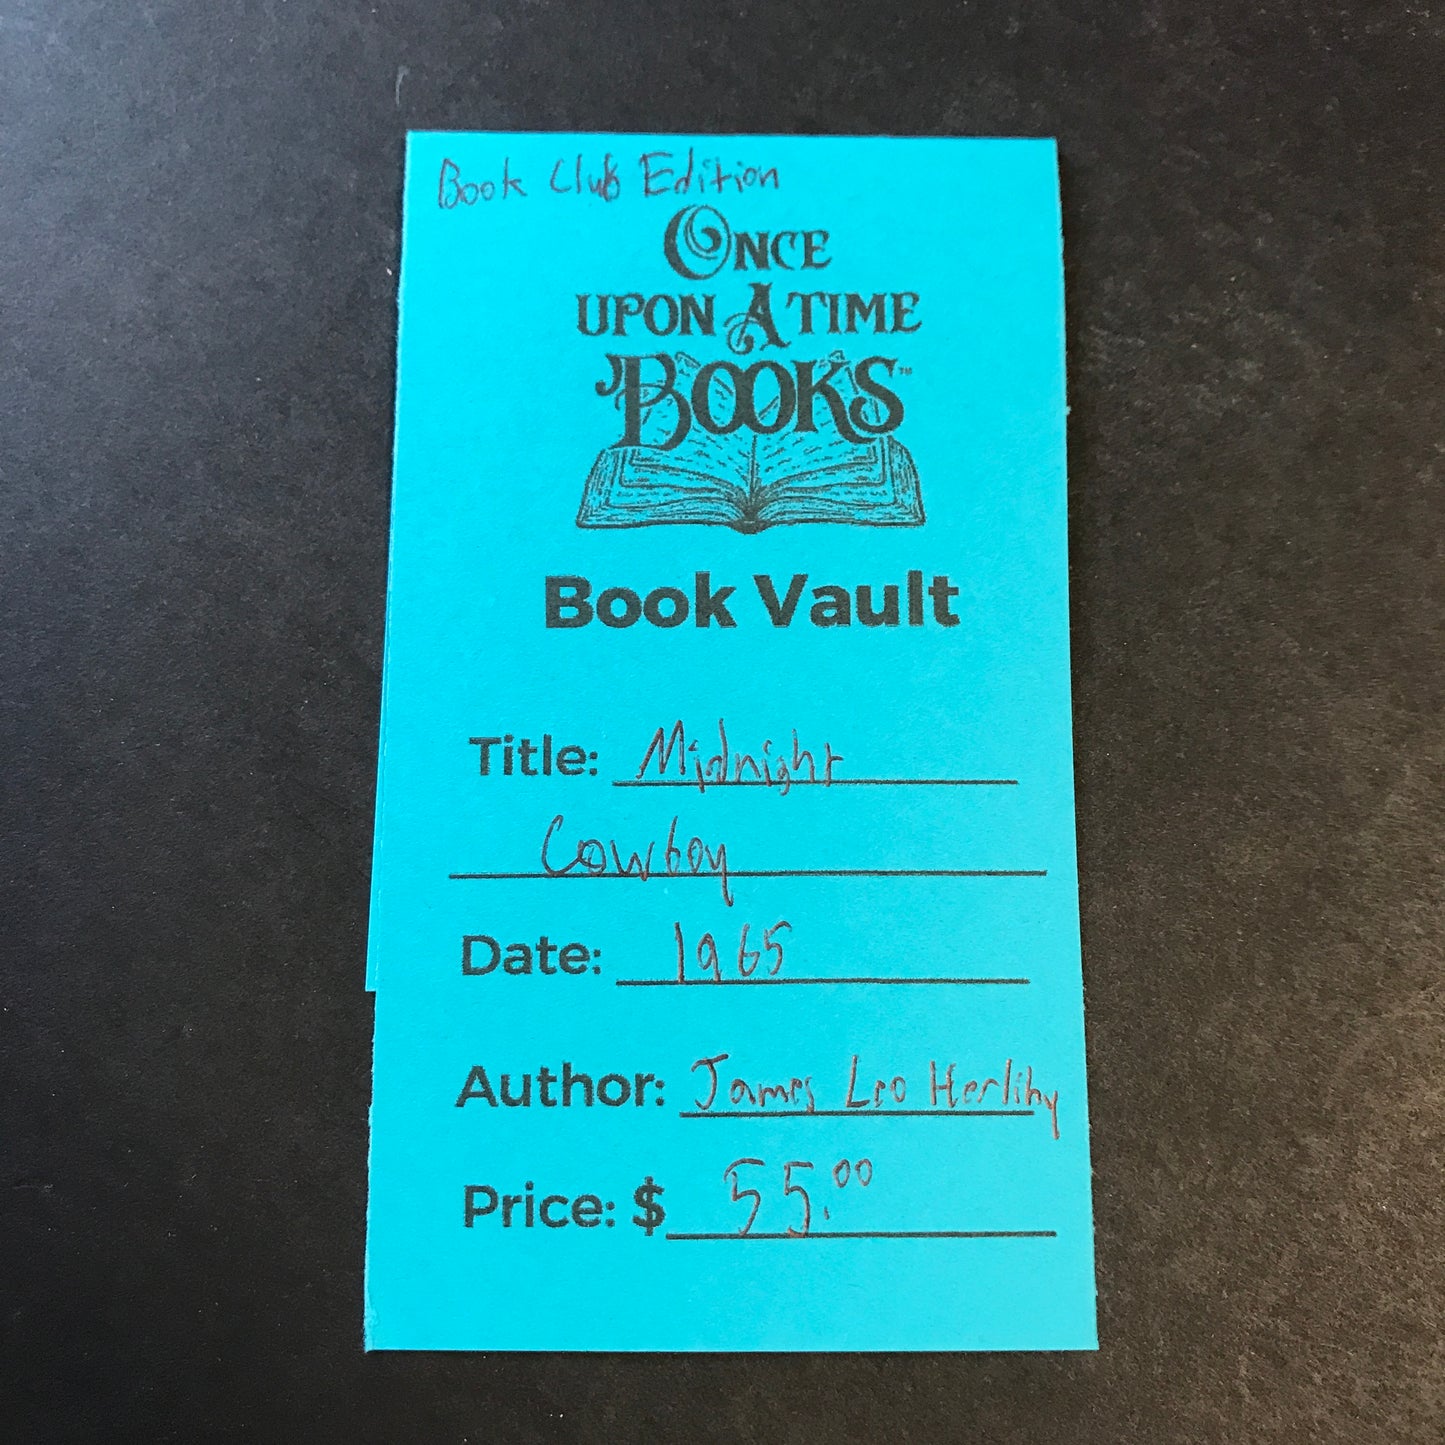 Book Club Edition
ONCE
UPON A TIME
BOOKS™
Book Vault
Title: Midnight
Cowboy
Date: 1965
Author: James Leo Herlihy
Price: $ 55.00